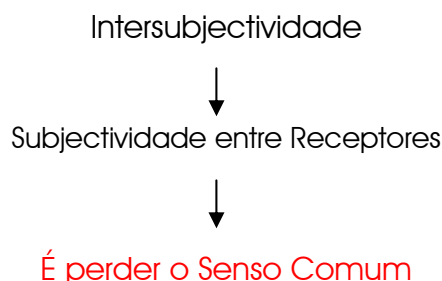 Intersubjectividade
Subjectividade entre Receptores
É perder o Senso Comum